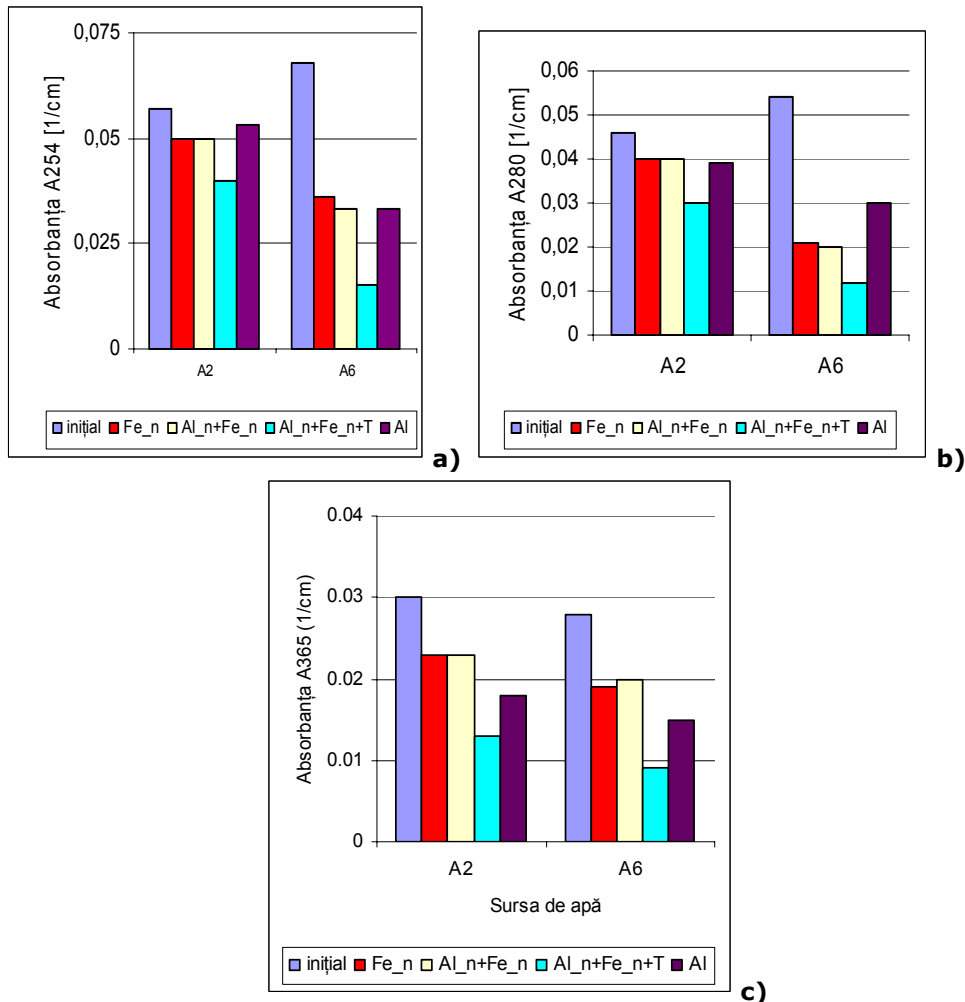 0,075
0,05
0,025
0
Absorbanța A254 [1/cm]
A2 A6
inițial Fe_n Al_n+Fe_n Al_n+Fe_n+T Al
a)
0,06
0,05
0,04
0,03
0,02
0,01
0
Absorbanța A280 [1/cm]
A2 A6
inițial Fe_n Al_n+Fe_n Al_n+Fe_n+T Al
b)
0.04
0.03
0.02
0.01
0
Absorbanța A365 (1/cm)
A2 A6
Sursa de apă
inițial Fe_n Al_n+Fe_n Al_n+Fe_n+T Al
c)